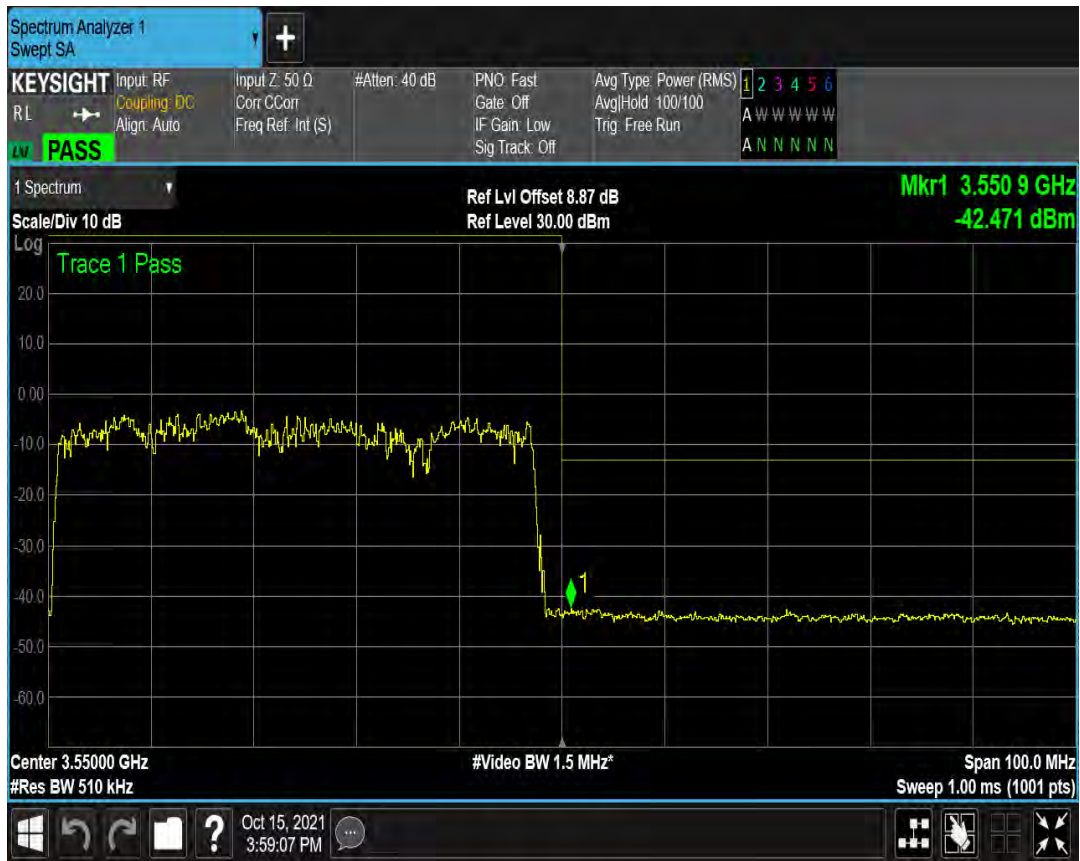 Spectrum Analyzer 1
Swept SA
+
KEYSIGHT
RL
PASS
Input: RF
Coupling: DC
Align: Auto
Input Z: 50 Ω
Corr CCorr
Freq Ref: Int (S)
#Atten: 40 dB
PNO: Fast
Gate: Off
IF Gain: Low
Sig Track: Off
Avg Type: Power (RMS)
Avg|Hold: 100/100
Trig: Free Run
1 2 3 4 5 6
A W W W W W
A N N N N N
1 Spectrum
Scale/Div 10 dB
Ref Lvl Offset 8.87 dB
Ref Level 30.00 dBm
Mkr1 3.550 9 GHz
-42.471 dBm
Log
Trace 1 Pass
20.0
10.0
0.00
-10.0
-20.0
-30.0
-40.0
-50.0
-60.0
1
Center 3.55000 GHz
#Res BW 510 kHz
#Video BW 1.5 MHz*
Span 100.0 MHz
Sweep 1.00 ms (1001 pts)
?
Oct 15, 2021
3:59:07 PM